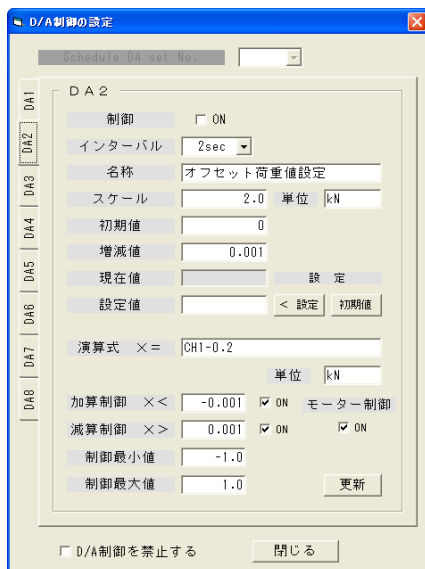 D/A制御の設定
Schedule DA set No.
DA1
DA2
DA3
DA4
DA5
DA6
DA7
DA8
DA2
制御 ON
インターバル 2sec
名称 オフセット荷重値設定
スケール 2.0 単位 kN
初期値 0
増減値 0.001
現在値 設 定
設定値 < 設定 初期値
演算式 X= CH1-0.2
単位 kN
加算制御 X< -0.001 ON モーター制御
減算制御 X> 0.001 ON ON
制御最小値 -1.0
制御最大値 1.0 更新
D/A制御を禁止する 閉じる